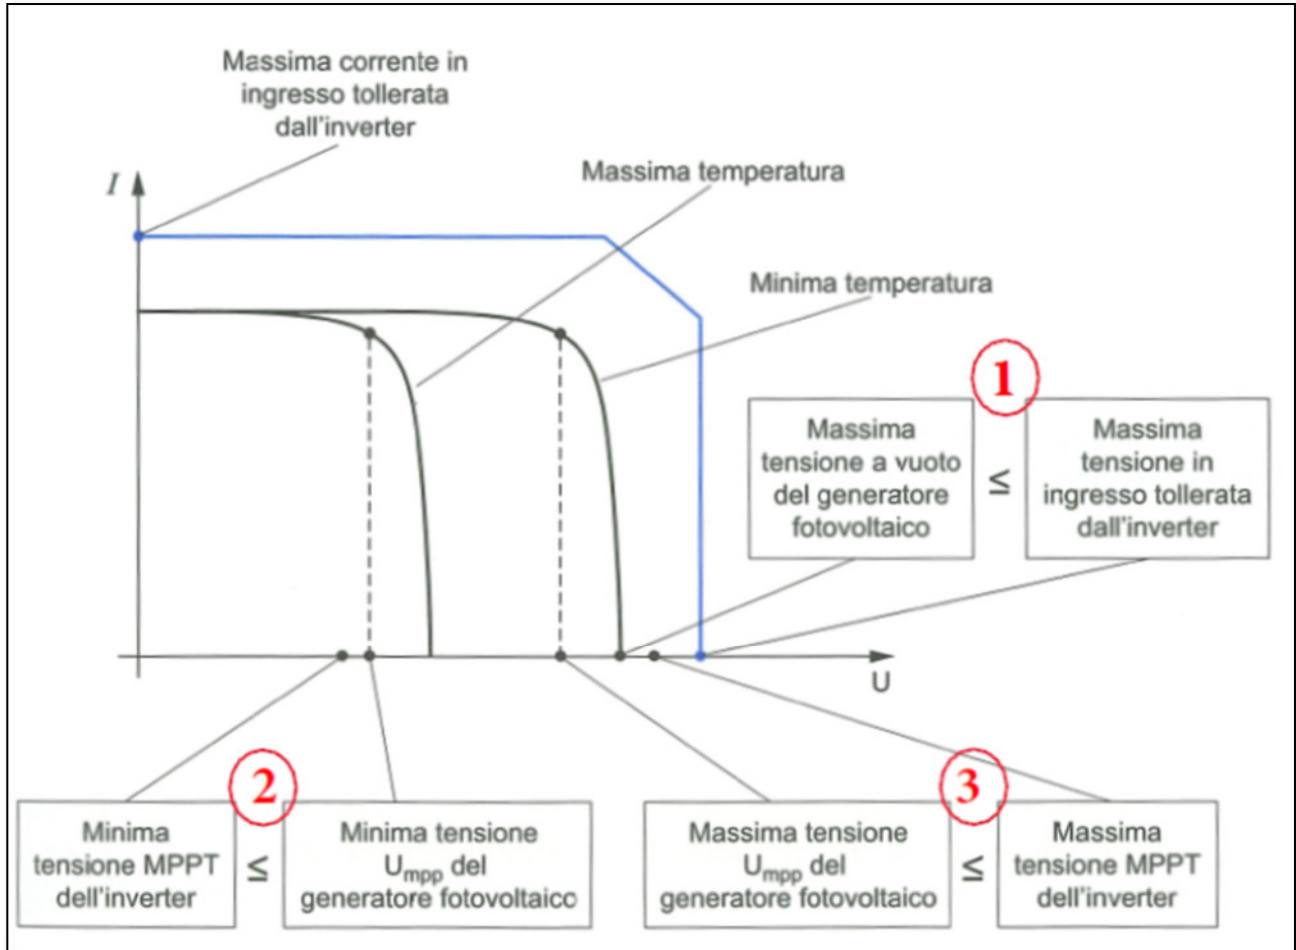 Massima corrente in
ingresso tollerata
dall'inverter
I
Massima temperatura
Minima temperatura
1
Massima
tensione a vuoto
del generatore
fotovoltaico
≤
Massima
tensione in
ingresso tollerata
dall'inverter
U
2
3
Minima
tensione MPPT
dell'inverter
≤
Minima tensione
Umpp del
generatore fotovoltaico
Massima tensione
Umpp del
generatore fotovoltaico
≤
Massima
tensione MPPT
dell'inverter